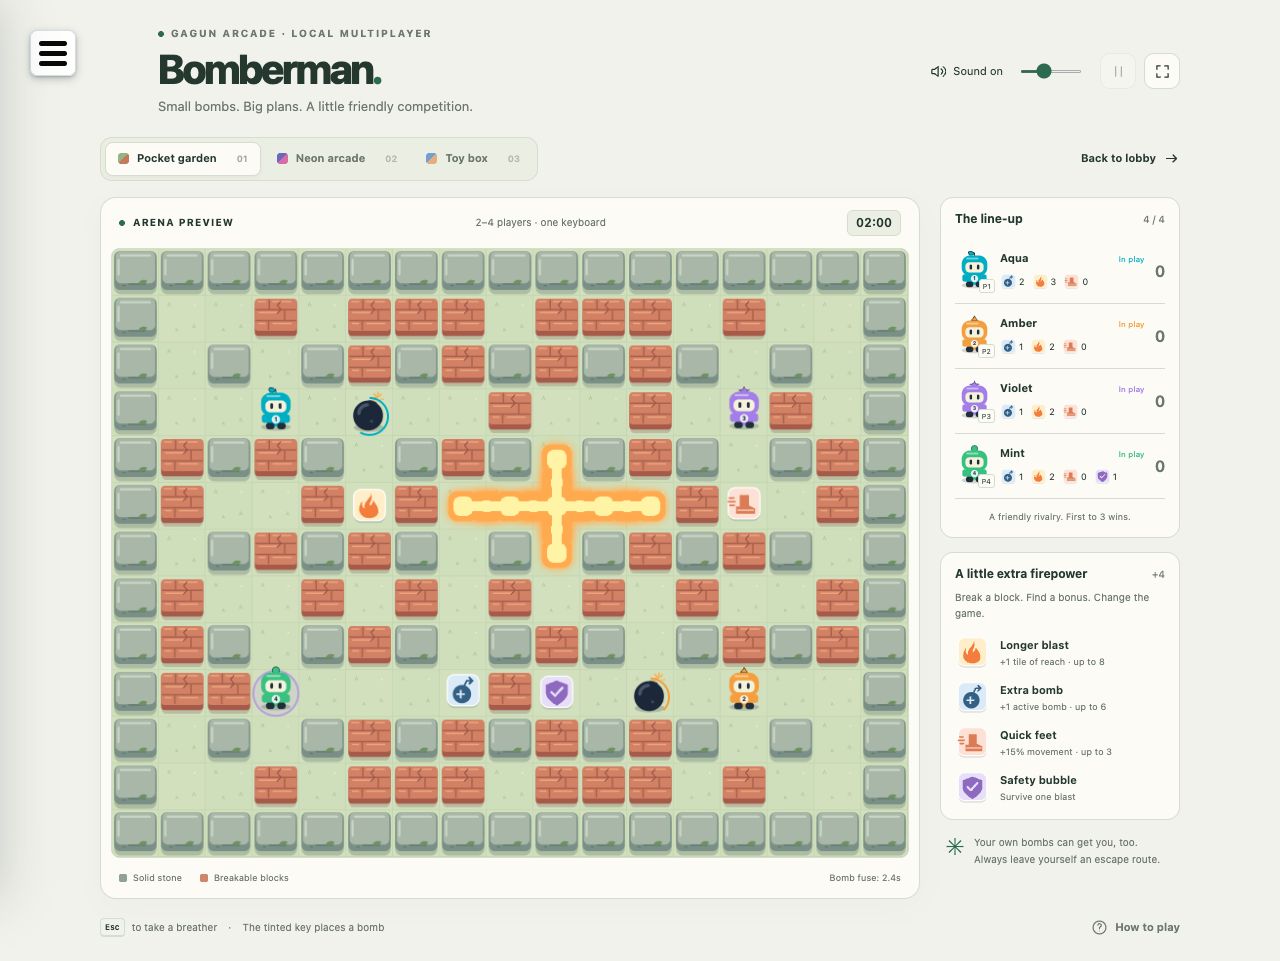 GAGUN ARCADE · LOCAL MULTIPLAYER
Bomberman.
Small bombs. Big plans. A little friendly competition.
Sound on
Pocket garden 01
Neon arcade 02
Toy box 03
Back to lobby
ARENA PREVIEW
2–4 players · one keyboard
02:00
1
3
4
2
Solid stone
Breakable blocks
Bomb fuse: 2.4s
The line-up
4 / 4
Aqua
In play
0
1
P1
2 3 0
Amber
In play
0
2
P2
1 2 0
Violet
In play
0
3
P3
1 2 0
Mint
In play
0
4
P4
1 2 0 1
A friendly rivalry. First to 3 wins.
A little extra firepower
+4
Break a block. Find a bonus. Change the
game.
Longer blast
+1 tile of reach · up to 8
Extra bomb
+1 active bomb · up to 6
Quick feet
+15% movement · up to 3
Safety bubble
Survive one blast
Your own bombs can get you, too.
Always leave yourself an escape route.
Esc to take a breather · The tinted key places a bomb
How to play